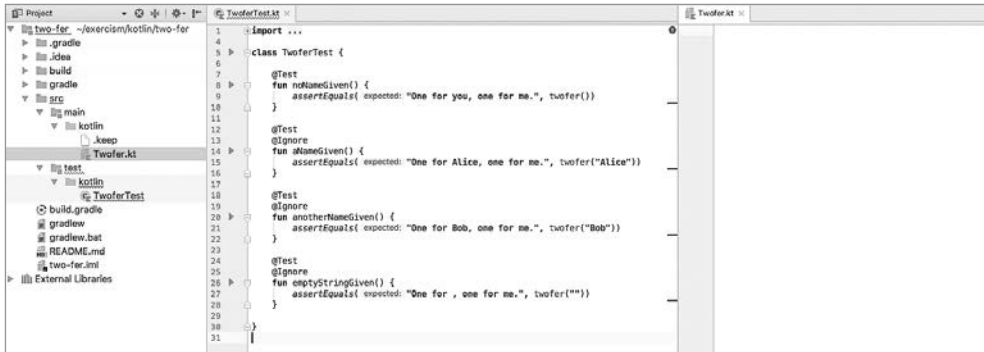 Project
two-fer ~/exercism/kotlin/two-fer
.gradle
.idea
build
gradle
src
main
kotlin
.keep
Twofer.kt
test
kotlin
TwoferTest
build.gradle
gradlew
gradlew.bat
README.md
two-fer.iml
External Libraries
TwoferTest.kt
1 import ...
4
5 class TwoferTest {
6
7 @Test
8 fun noNameGiven() {
9 assertEquals( expected: "One for you, one for me.", twofer())
10 }
11
12 @Test
13 @Ignore
14 fun aNameGiven() {
15 assertEquals( expected: "One for Alice, one for me.", twofer("Alice"))
16 }
17
18 @Test
19 @Ignore
20 fun anotherNameGiven() {
21 assertEquals( expected: "One for Bob, one for me.", twofer("Bob"))
22 }
23
24 @Test
25 @Ignore
26 fun emptyStringGiven() {
27 assertEquals( expected: "One for , one for me.", twofer(""))
28 }
29
30 }
31
Twofer.kt